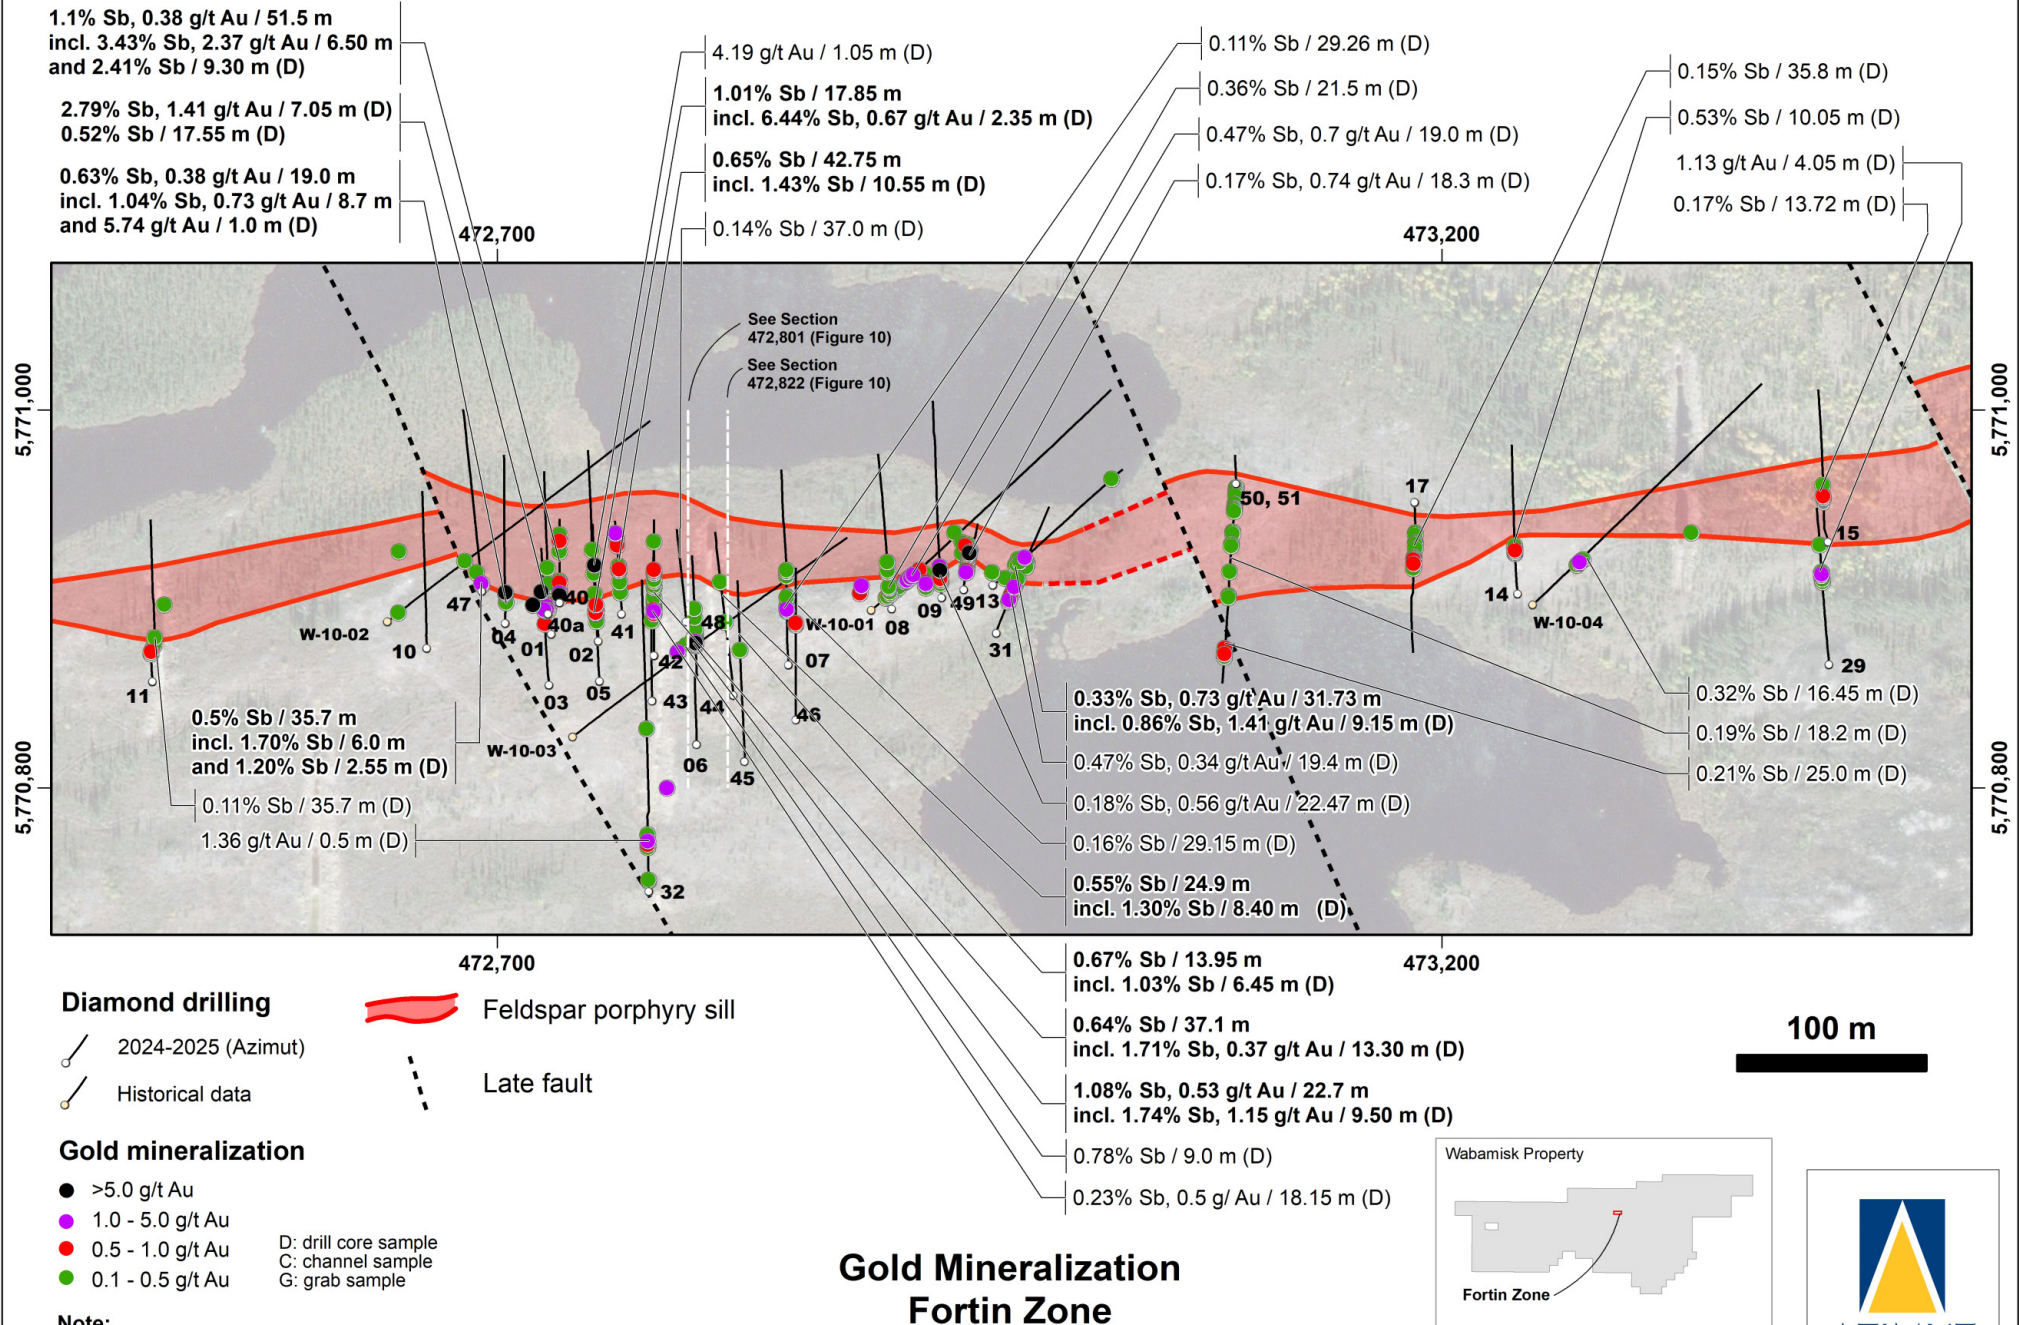 1.1% Sb, 0.38 g/t Au / 51.5 m
incl. 3.43% Sb, 2.37 g/t Au / 6.50 m
and 2.41% Sb / 9.30 m (D)
2.79% Sb, 1.41 g/t Au / 7.05 m (D)
0.52% Sb / 17.55 m (D)
0.63% Sb, 0.38 g/t Au / 19.0 m
incl. 1.04% Sb, 0.73 g/t Au / 8.7 m
and 5.74 g/t Au / 1.0 m (D)
4.19 g/t Au / 1.05 m (D)
1.01% Sb / 17.85 m
incl. 6.44% Sb, 0.67 g/t Au / 2.35 m (D)
0.65% Sb / 42.75 m
incl. 1.43% Sb / 10.55 m (D)
0.14% Sb / 37.0 m (D)
0.11% Sb / 29.26 m (D)
0.36% Sb / 21.5 m (D)
0.47% Sb, 0.7 g/t Au / 19.0 m (D)
0.17% Sb, 0.74 g/t Au / 18.3 m (D)
0.15% Sb / 35.8 m (D)
0.53% Sb / 10.05 m (D)
1.13 g/t Au / 4.05 m (D)
0.17% Sb / 13.72 m (D)
472,700
473,200
5,771,000
5,771,000
See Section
472,801 (Figure 10)
See Section
472,822 (Figure 10)
50, 51
17
15
47
40
40a
04
01
41
02
03
05
42
43
44
48
W-10-01
08
09
49
13
31
14
W-10-04
29
W-10-02
10
11
07
46
06
45
W-10-03
32
0.5% Sb / 35.7 m
incl. 1.70% Sb / 6.0 m
and 1.20% Sb / 2.55 m (D)
0.11% Sb / 35.7 m (D)
1.36 g/t Au / 0.5 m (D)
0.33% Sb, 0.73 g/t Au / 31.73 m
incl. 0.86% Sb, 1.41 g/t Au / 9.15 m (D)
0.47% Sb, 0.34 g/t Au / 19.4 m (D)
0.18% Sb, 0.56 g/t Au / 22.47 m (D)
0.16% Sb / 29.15 m (D)
0.55% Sb / 24.9 m
incl. 1.30% Sb / 8.40 m (D)
0.32% Sb / 16.45 m (D)
0.19% Sb / 18.2 m (D)
0.21% Sb / 25.0 m (D)
5,770,800
5,770,800
472,700
473,200
0.67% Sb / 13.95 m
incl. 1.03% Sb / 6.45 m (D)
0.64% Sb / 37.1 m
incl. 1.71% Sb, 0.37 g/t Au / 13.30 m (D)
1.08% Sb, 0.53 g/t Au / 22.7 m
incl. 1.74% Sb, 1.15 g/t Au / 9.50 m (D)
0.78% Sb / 9.0 m (D)
0.23% Sb, 0.5 g/ Au / 18.15 m (D)
Diamond drilling
2024-2025 (Azimut)
Historical data
Feldspar porphyry sill
Late fault
Gold mineralization
>5.0 g/t Au
1.0 - 5.0 g/t Au
0.5 - 1.0 g/t Au
0.1 - 0.5 g/t Au
D: drill core sample
C: channel sample
G: grab sample
Note:
100 m
Gold Mineralization
Fortin Zone
Wabamisk Property
Fortin Zone